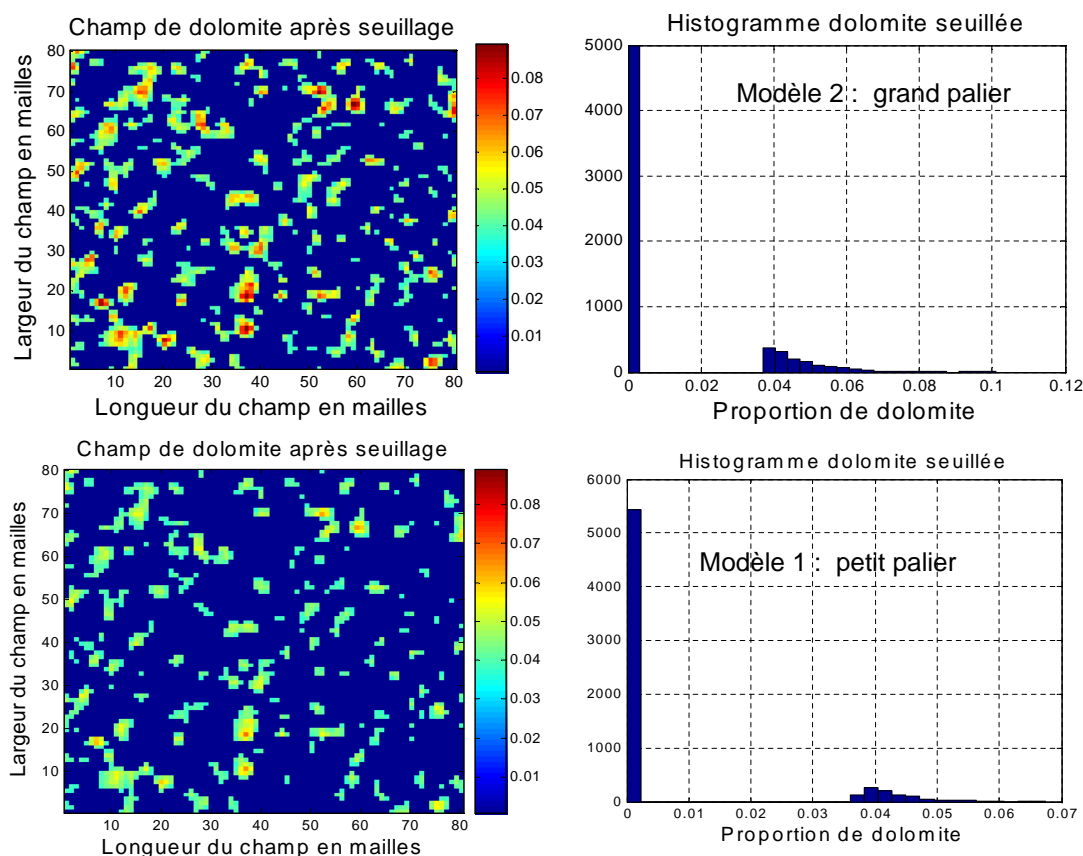 Champ de dolomite après seuillage
80
70
60
50
40
30
20
10
Largeur du champ en mailles
10 20 30 40 50 60 70 80
Longueur du champ en mailles
0.08
0.07
0.06
0.05
0.04
0.03
0.02
0.01
Histogramme dolomite seuillée
5000
4000
3000
2000
1000
0
Modèle 2 : grand palier
0 0.02 0.04 0.06 0.08 0.1 0.12
Proportion de dolomite
Champ de dolomite après seuillage
80
70
60
50
40
30
20
10
Largeur du champ en mailles
10 20 30 40 50 60 70 80
Longueur du champ en mailles
0.08
0.07
0.06
0.05
0.04
0.03
0.02
0.01
Histogramme dolomite seuillée
6000
5000
4000
3000
2000
1000
0
Modèle 1 : petit palier
0 0.01 0.02 0.03 0.04 0.05 0.06 0.07
Proportion de dolomite